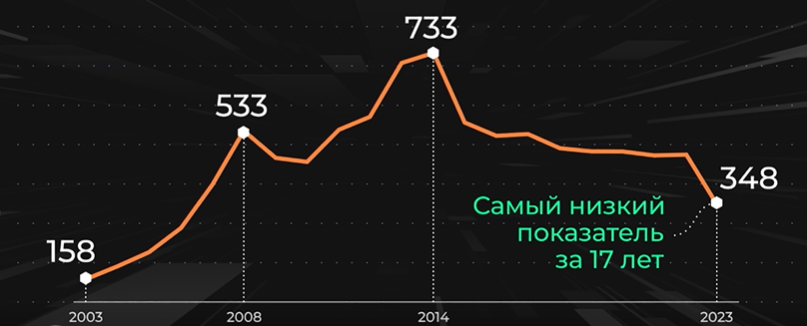 733
533
348
Самый низкий
показатель
за 17 лет
158
2003
2008
2014
2023